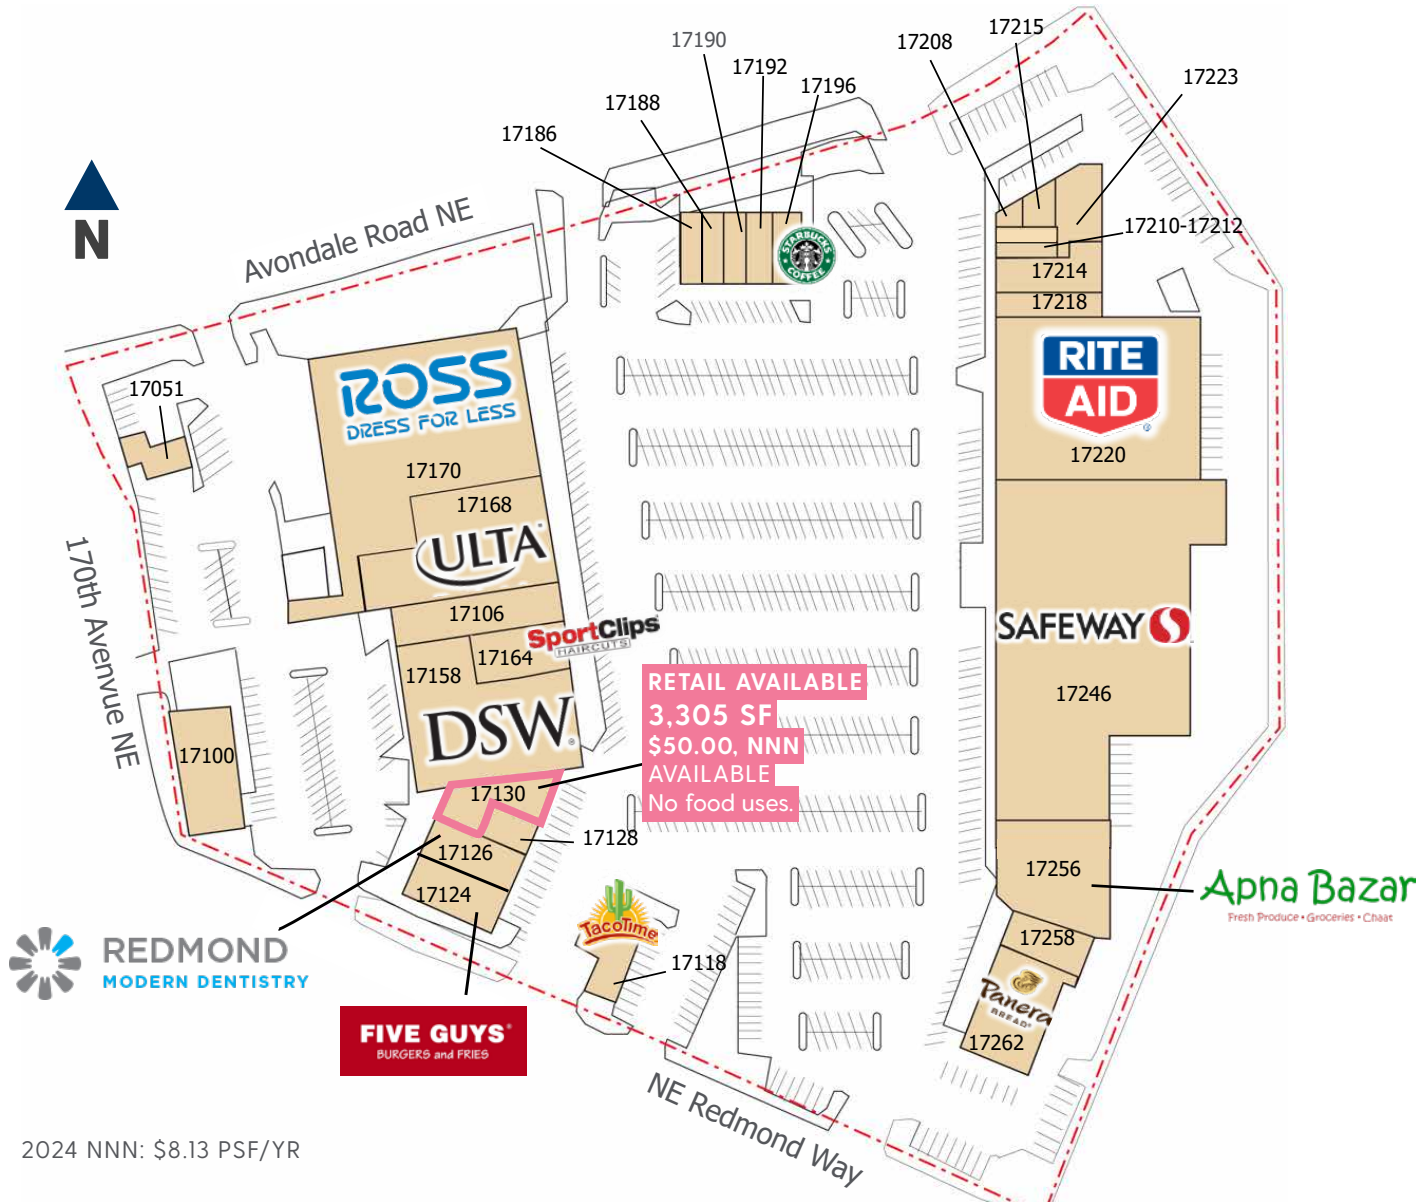 17215
17190
17208
17192
17223
17196
17188
17186
N
Avondale Road NE
17210-17212
STARBUCKS
COFFEE
17214
17218
ROSS
DRESS FOR LESS
RITE
AID
17051
17220
17170
17168
ULTA
170th Avenvue NE
17106
SportClips
HAIRCUTS
SAFEWAY
17164
17158
RETAIL AVAILABLE
3,305 SF
$50.00, NNN
AVAILABLE
No food uses.
17246
DSW
17100
17130
17128
17126
17124
17256
Apna Bazar
Fresh Produce • Groceries • Chaat
TacoTime
17118
17258
Panera
BREAD
17262
REDMOND
MODERN DENTISTRY
FIVE GUYS®
BURGERS and FRIES
NE Redmond Way
2024 NNN: $8.13 PSF/YR